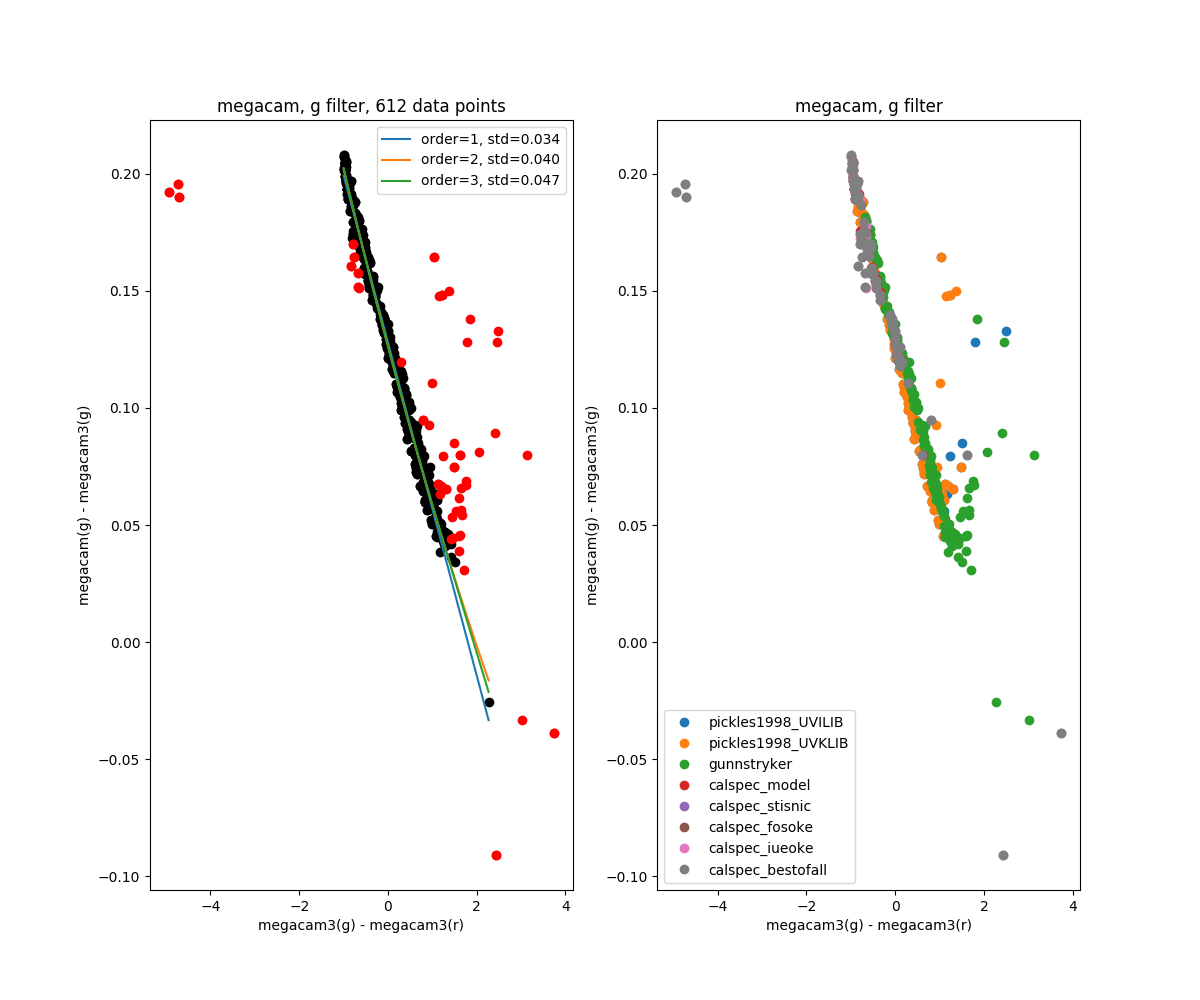 megacam, g filter, 612 data points
order=1, std=0.034
order=2, std=0.040
order=3, std=0.047
0.20
0.15
0.10
0.05
0.00
−0.05
−0.10
megacam(g) - megacam3(g)
−4
−2
0
2
4
megacam3(g) - megacam3(r)
megacam, g filter
0.20
0.15
0.10
0.05
0.00
−0.05
−0.10
megacam(g) - megacam3(g)
pickles1998_UVILIB
pickles1998_UVKLIB
gunnstryker
calspec_model
calspec_stisnic
calspec_fosoke
calspec_iueoke
calspec_bestofall
−4
−2
0
2
4
megacam3(g) - megacam3(r)